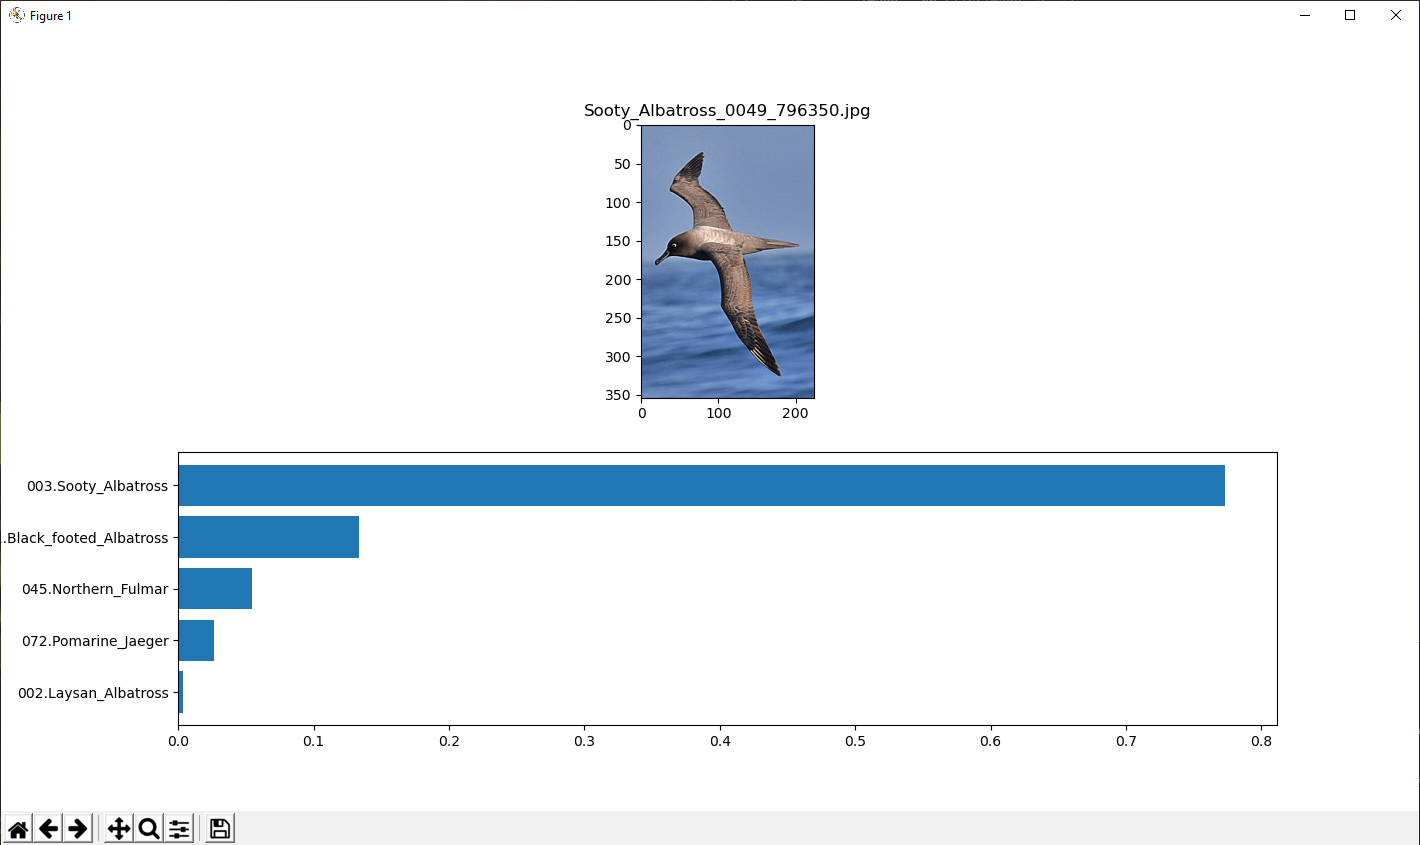 Figure 1
Sooty_Albatross_0049_796350.jpg
0
50
100
150
200
250
300
350
0 100 200
003.Sooty_Albatross
.Black_footed_Albatross
045.Northern_Fulmar
072.Pomarine_Jaeger
002.Laysan_Albatross
0.0 0.1 0.2 0.3 0.4 0.5 0.6 0.7 0.8